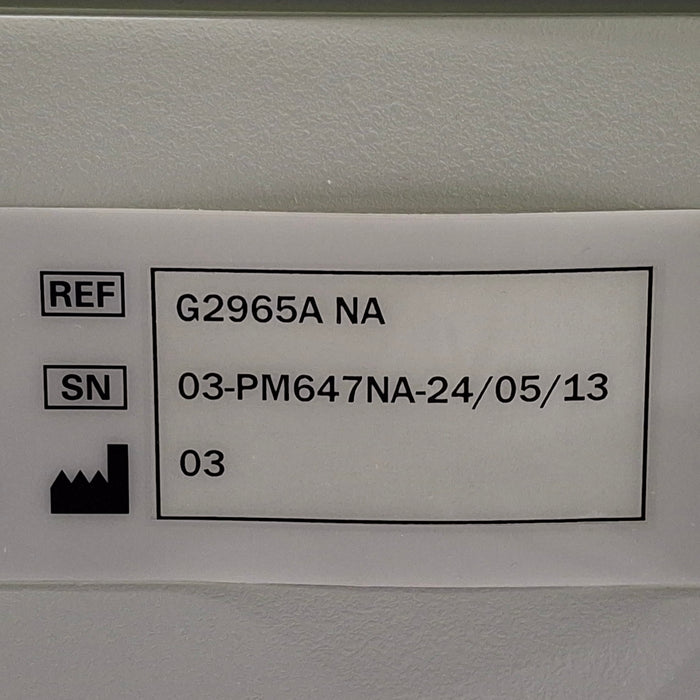 REF G2965A NA
SN 03-PM647NA-24/05/13
03